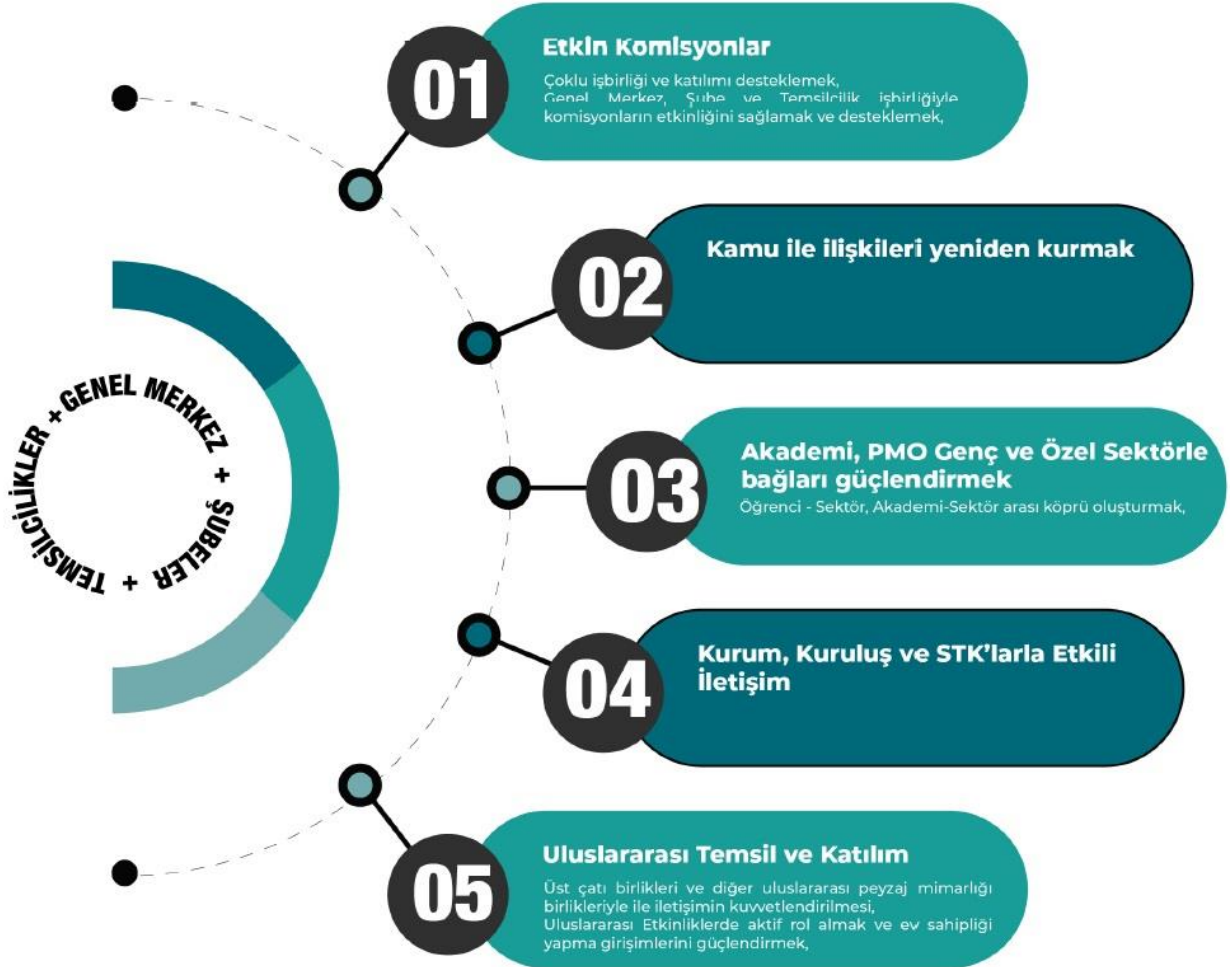 GENEL MERKEZ + ŞUBELER + TEMSİLCİLİKLER +
01
Etkin Komisyonlar
Çoklu işbirliği ve katılımı desteklemek,
Genel Merkez, Şube ve Temsilcilik işbirliğiyle
komisyonların etkinliğini sağlamak ve desteklemek,
02
Kamu ile ilişkileri yeniden kurmak
03
Akademi, PMO Genç ve Özel Sektörle
bağları güçlendirmek
Öğrenci - Sektör, Akademi-Sektör arası köprü oluşturmak,
04
Kurum, Kuruluş ve STK’larla Etkili
İletişim
05
Uluslararası Temsil ve Katılım
Üst çatı birlikleri ve diğer uluslararası peyzaj mimarlığı
birlikleriyle ile iletişimin kuvvetlendirilmesi,
Uluslararası Etkinliklerde aktif rol almak ve ev sahipliği
yapma girişimlerini güçlendirmek,